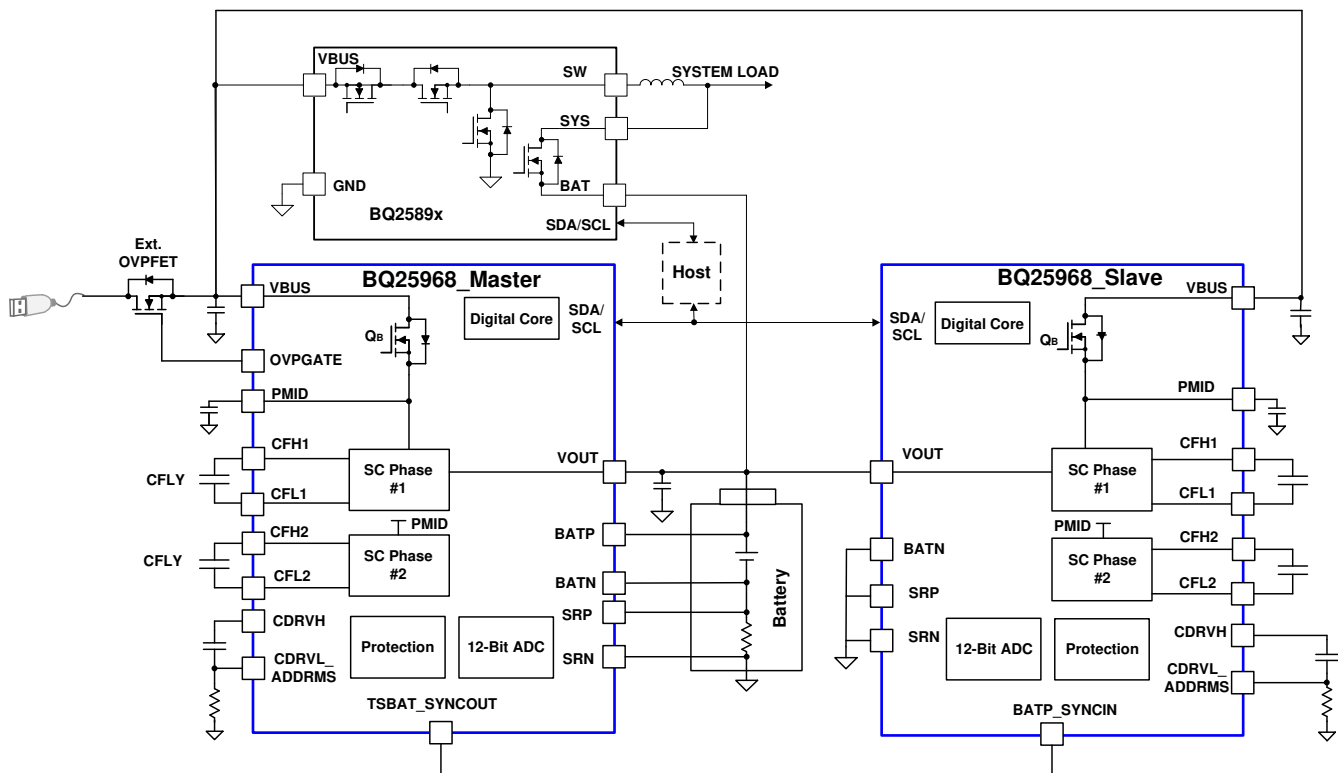 VBUS
SW
SYSTEM LOAD
SYS
GND
BAT
BQ2589x
SDA/SCL
Ext.
OVPFET
Host
BQ25968_Master
VBUS
Digital Core
SDA/
SCL
QB
OVPGATE
PMID
CFH1
CFLY
CFL1
SC Phase
#1
VOUT
PMID
CFH2
CFLY
CFL2
SC Phase
#2
BATP
BATN
SRP
SRN
CDRVH
CDRVL_
ADDRMS
Protection
12-Bit ADC
TSBAT_SYNCOUT
Battery
BQ25968_Slave
VBUS
SDA/
SCL
Digital Core
QB
PMID
VOUT
SC Phase
#1
CFH1
CFL1
PMID
SC Phase
#2
CFH2
CFL2
BATN
SRP
SRN
12-Bit ADC
Protection
CDRVH
CDRVL_
ADDRMS
BATP_SYNCIN